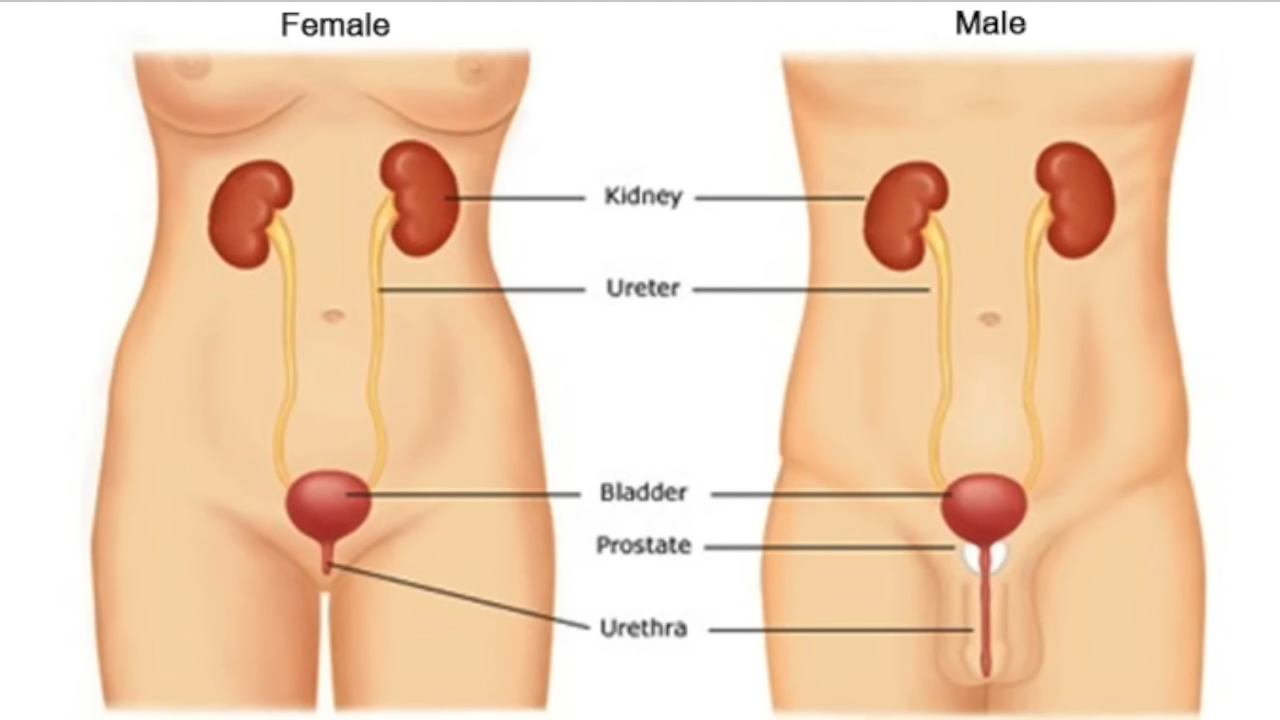 Female
Male
Kidney
Ureter
Bladder
Prostate
Urethra